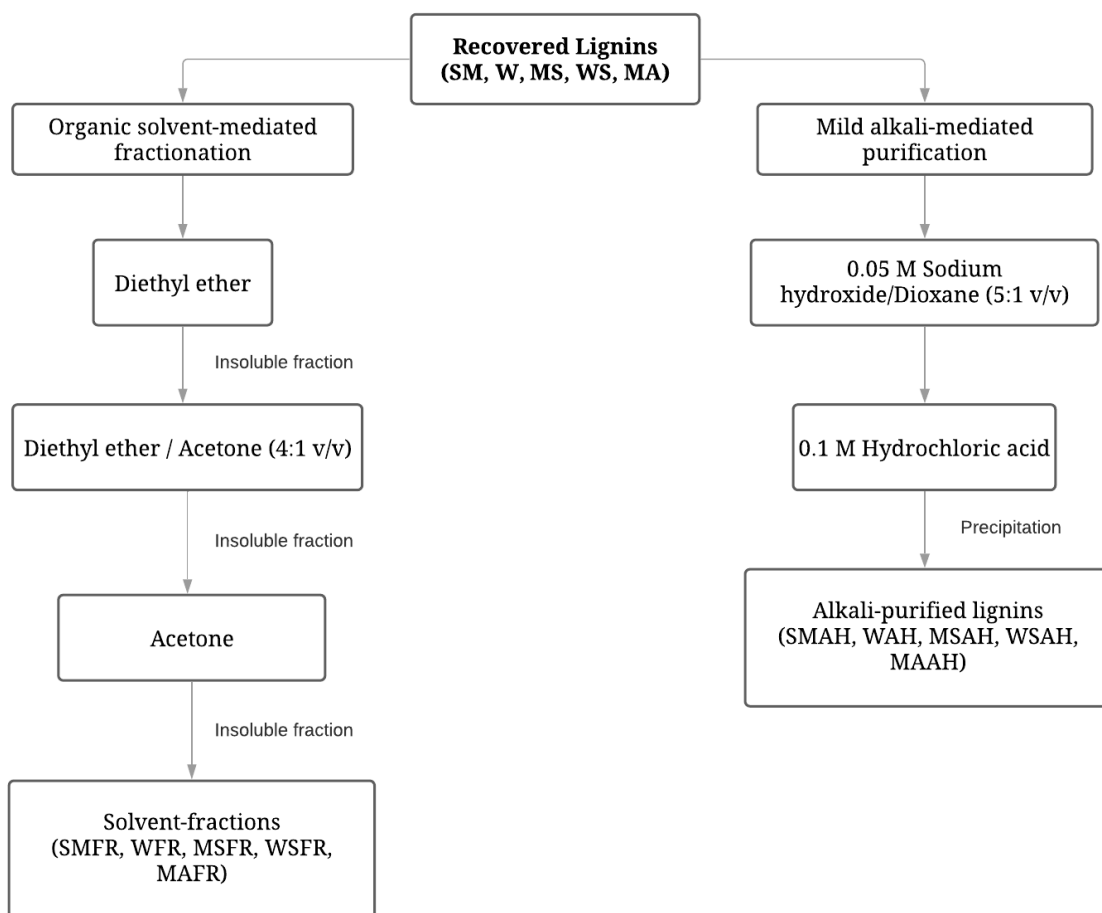 Recovered Lignins
(SM, W, MS, WS, MA)
Organic solvent-mediated
fractionation
Diethyl ether
Insoluble fraction
Diethyl ether / Acetone (4:1 v/v)
Insoluble fraction
Acetone
Insoluble fraction
Solvent-fractions
(SMFR, WFR, MSFR, WSFR,
MAFR)
Mild alkali-mediated
purification
0.05 M Sodium
hydroxide/Dioxane (5:1 v/v)
0.1 M Hydrochloric acid
Precipitation
Alkali-purified lignins
(SMAH, WAH, MSAH, WSAH,
MAAH)